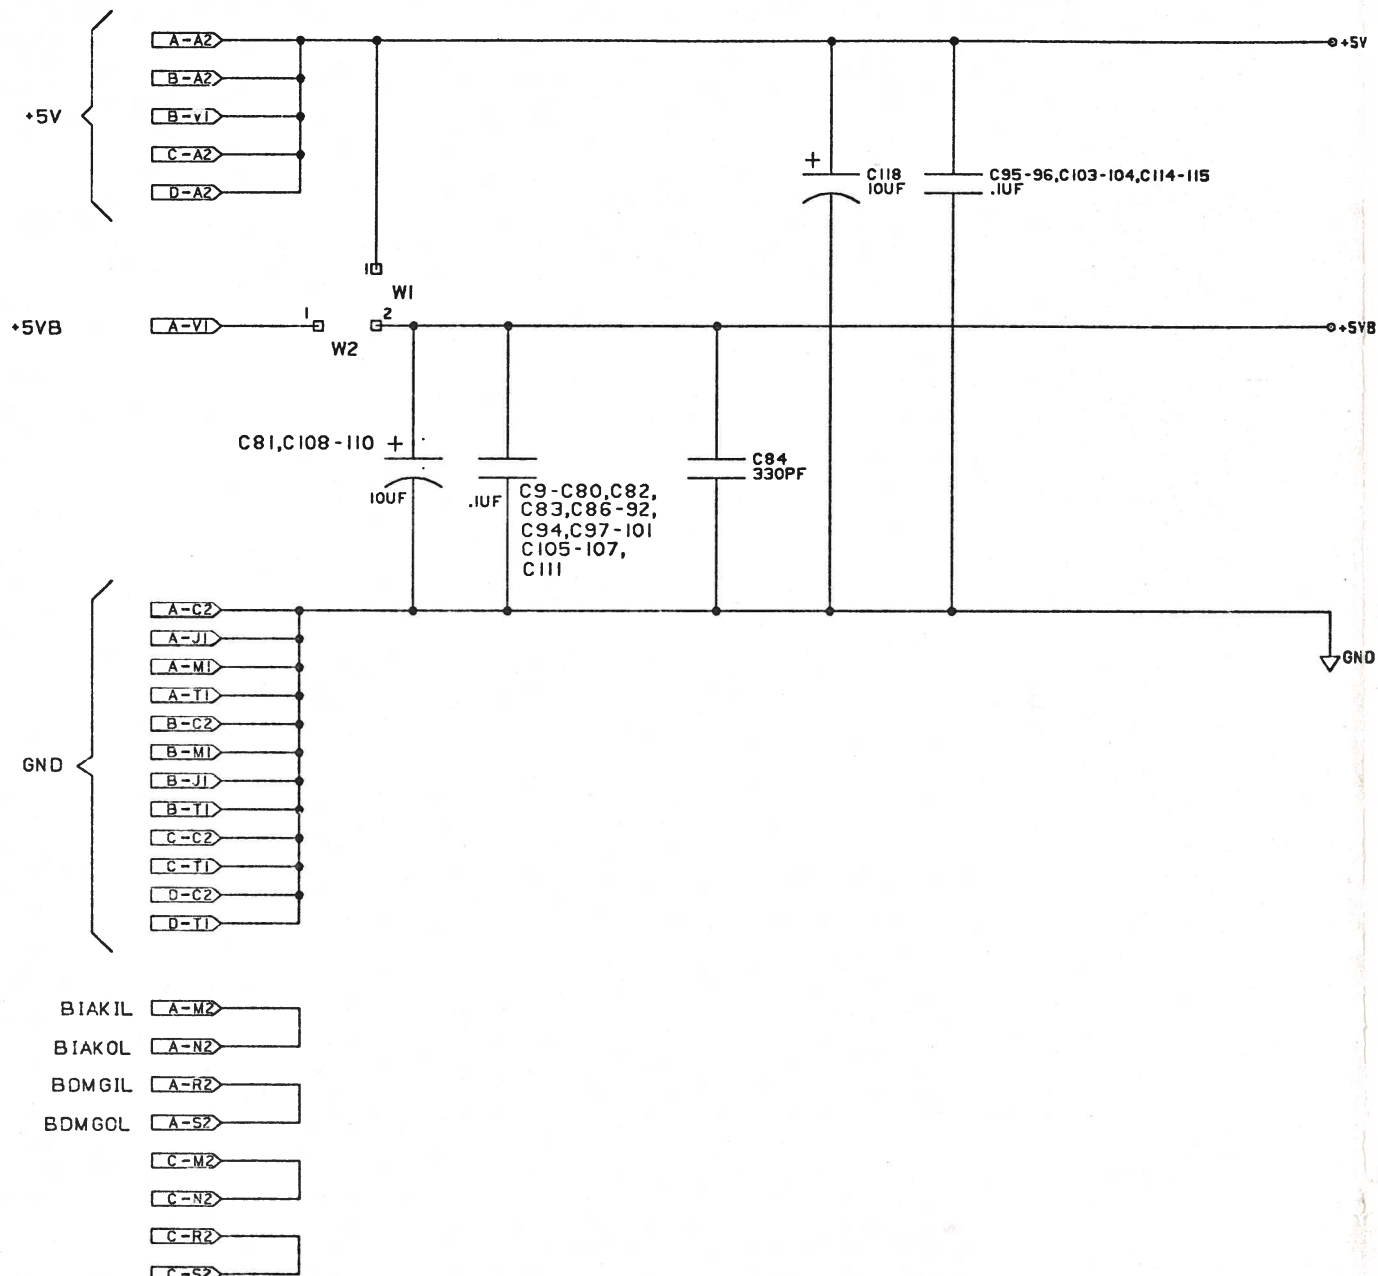 A-A2
+5V
B-A2
+5V
B-V1
C-A2
+
C118
C95-96,C103-104,C114-115
10UF
.1UF
D-A2
1
W1
+5VB
A-V1
1
2
+5VB
W2
C81,C108-110
+
C84
330PF
10UF
.1UF
C9-C80,C82,
C83,C86-92,
C94,C97-101
C105-107,
C111
A-C2
A-J1
A-M1
GND
A-T1
B-C2
B-M1
GND
B-J1
B-T1
C-C2
C-T1
D-C2
D-T1
BIAKIL A-M2
BIAKOL A-N2
BDMGIL A-R2
BDMGOL A-S2
C-M2
C-N2
C-R2
C-S2